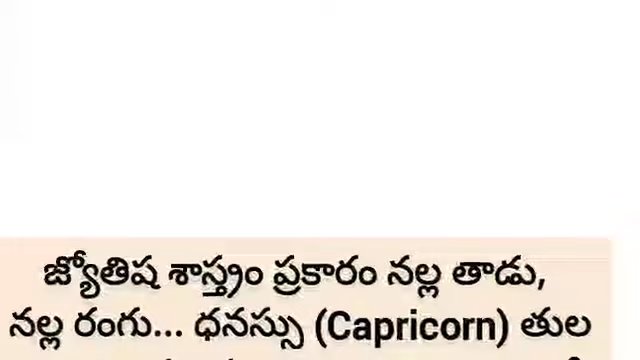 జ్యోతిష శాస్త్రం ప్రకారం నల్ల తాడు,
నల్ల రంగు... ధనస్సు (Capricorn) తుల